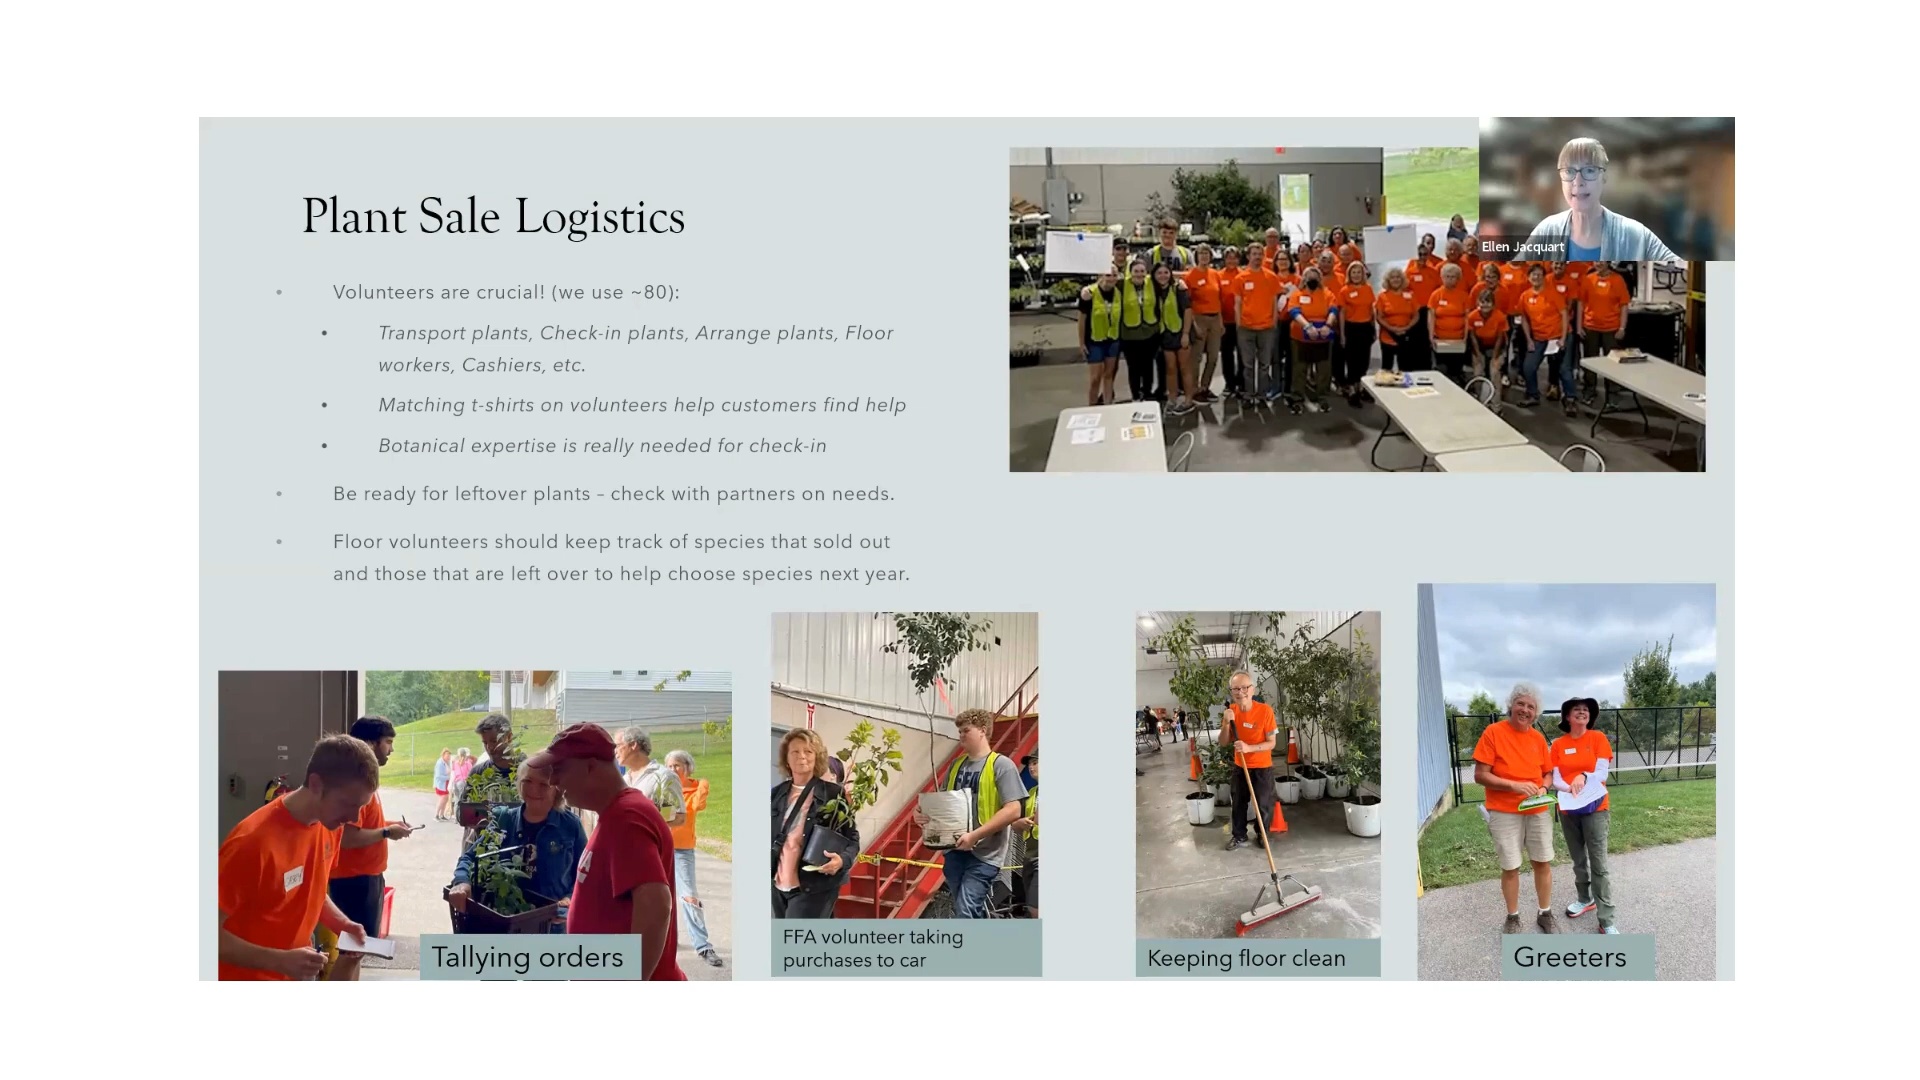 Plant Sale Logistics
• Volunteers are crucial! (we use ~80):
• Transport plants, Check-in plants, Arrange plants, Floor
workers, Cashiers, etc.
• Matching t-shirts on volunteers help customers find help
• Botanical expertise is really needed for check-in
• Be ready for leftover plants – check with partners on needs.
• Floor volunteers should keep track of species that sold out
and those that are left over to help choose species next year.
Ellen Jacquart
Tallying orders
FFA volunteer taking
purchases to car
Keeping floor clean
Greeters